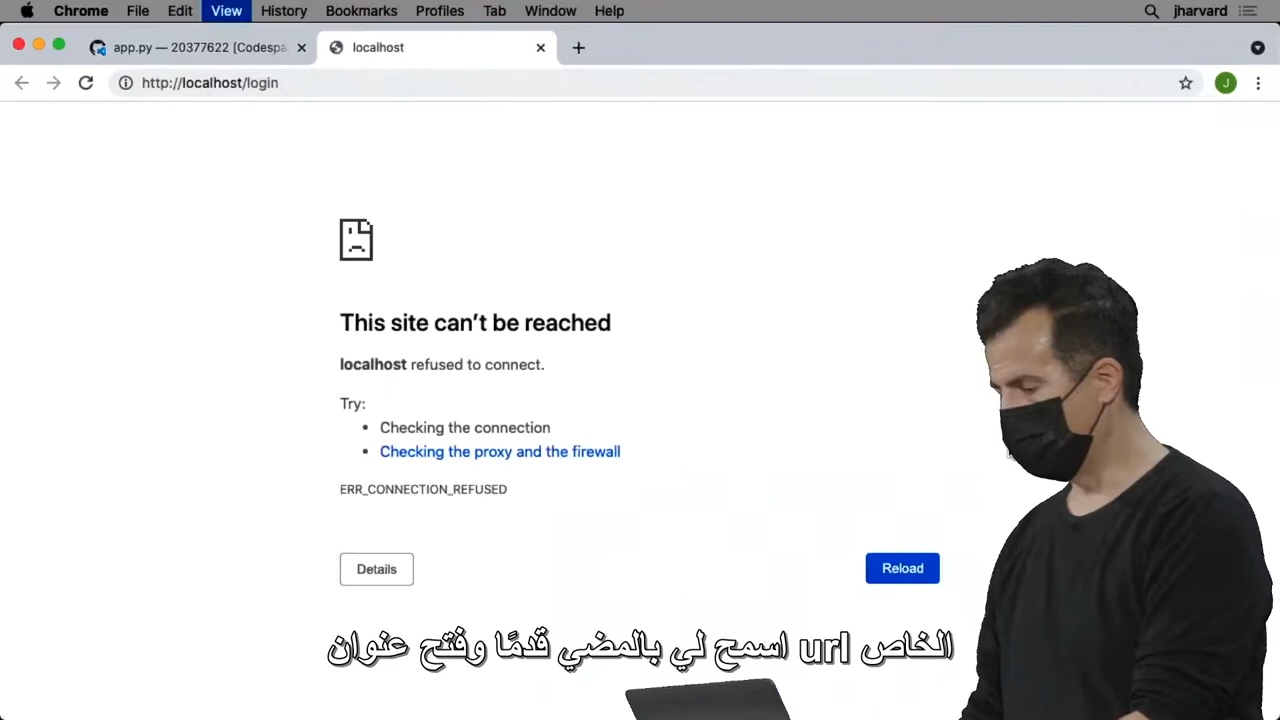 Chrome File Edit View History Bookmarks Profiles Tab Window Help jharvard
app.py — 20377622 [Codespa
localhost
http://localhost/login
J
This site can't be reached
localhost refused to connect.
Try:
• Checking the connection
• Checking the proxy and the firewall
ERR_CONNECTION_REFUSED
Details
Reload
اسمح لي بالمضي قدمًا وفتح عنوان url الخاص